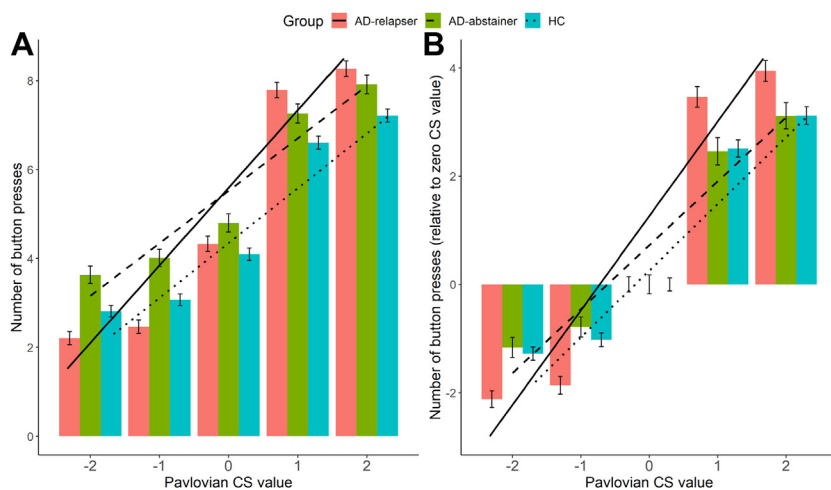 Group AD-relapser AD-abstainer HC
A
B
Number of button presses
8
6
4
2
0
-2 -1 0 1 2
Pavlovian CS value
Number of button presses (relative to zero CS value)
4
2
0
-2
-2 -1 0 1 2
Pavlovian CS value